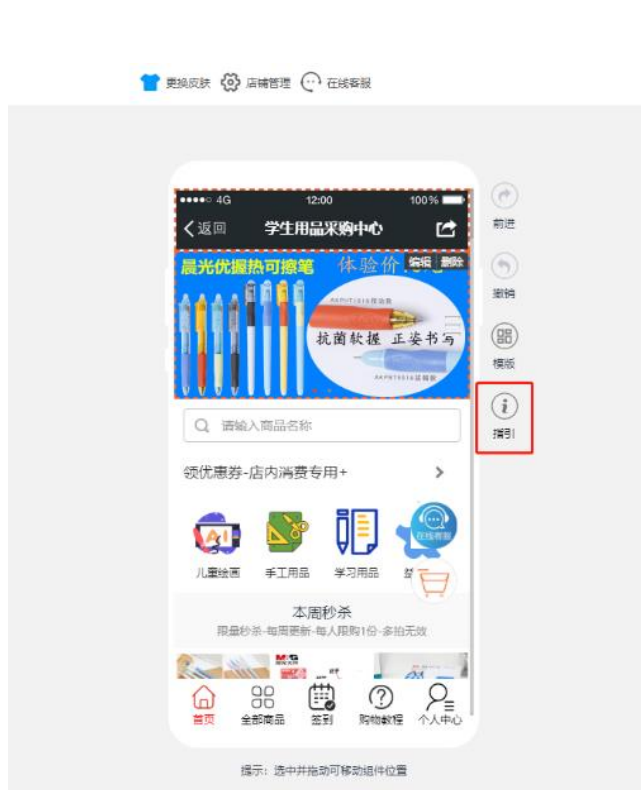 更换皮肤 店铺管理 在线客服
4G 12:00 100%
返回 学生用品采购中心
晨光优握热可擦笔 体验价
编辑 删除
抗菌软握 正姿书写
请输入商品名称
领优惠券-店内消费专用+
AI
在线客服
儿童绘画 手工用品 学习用品
本周秒杀
限量秒杀-每周更新-每人限购1份-多拍无效
M&G
首页 全部商品 签到 购物教程 个人中心
前进
撤销
模版
指引
提示：选中并拖动可移动组件位置